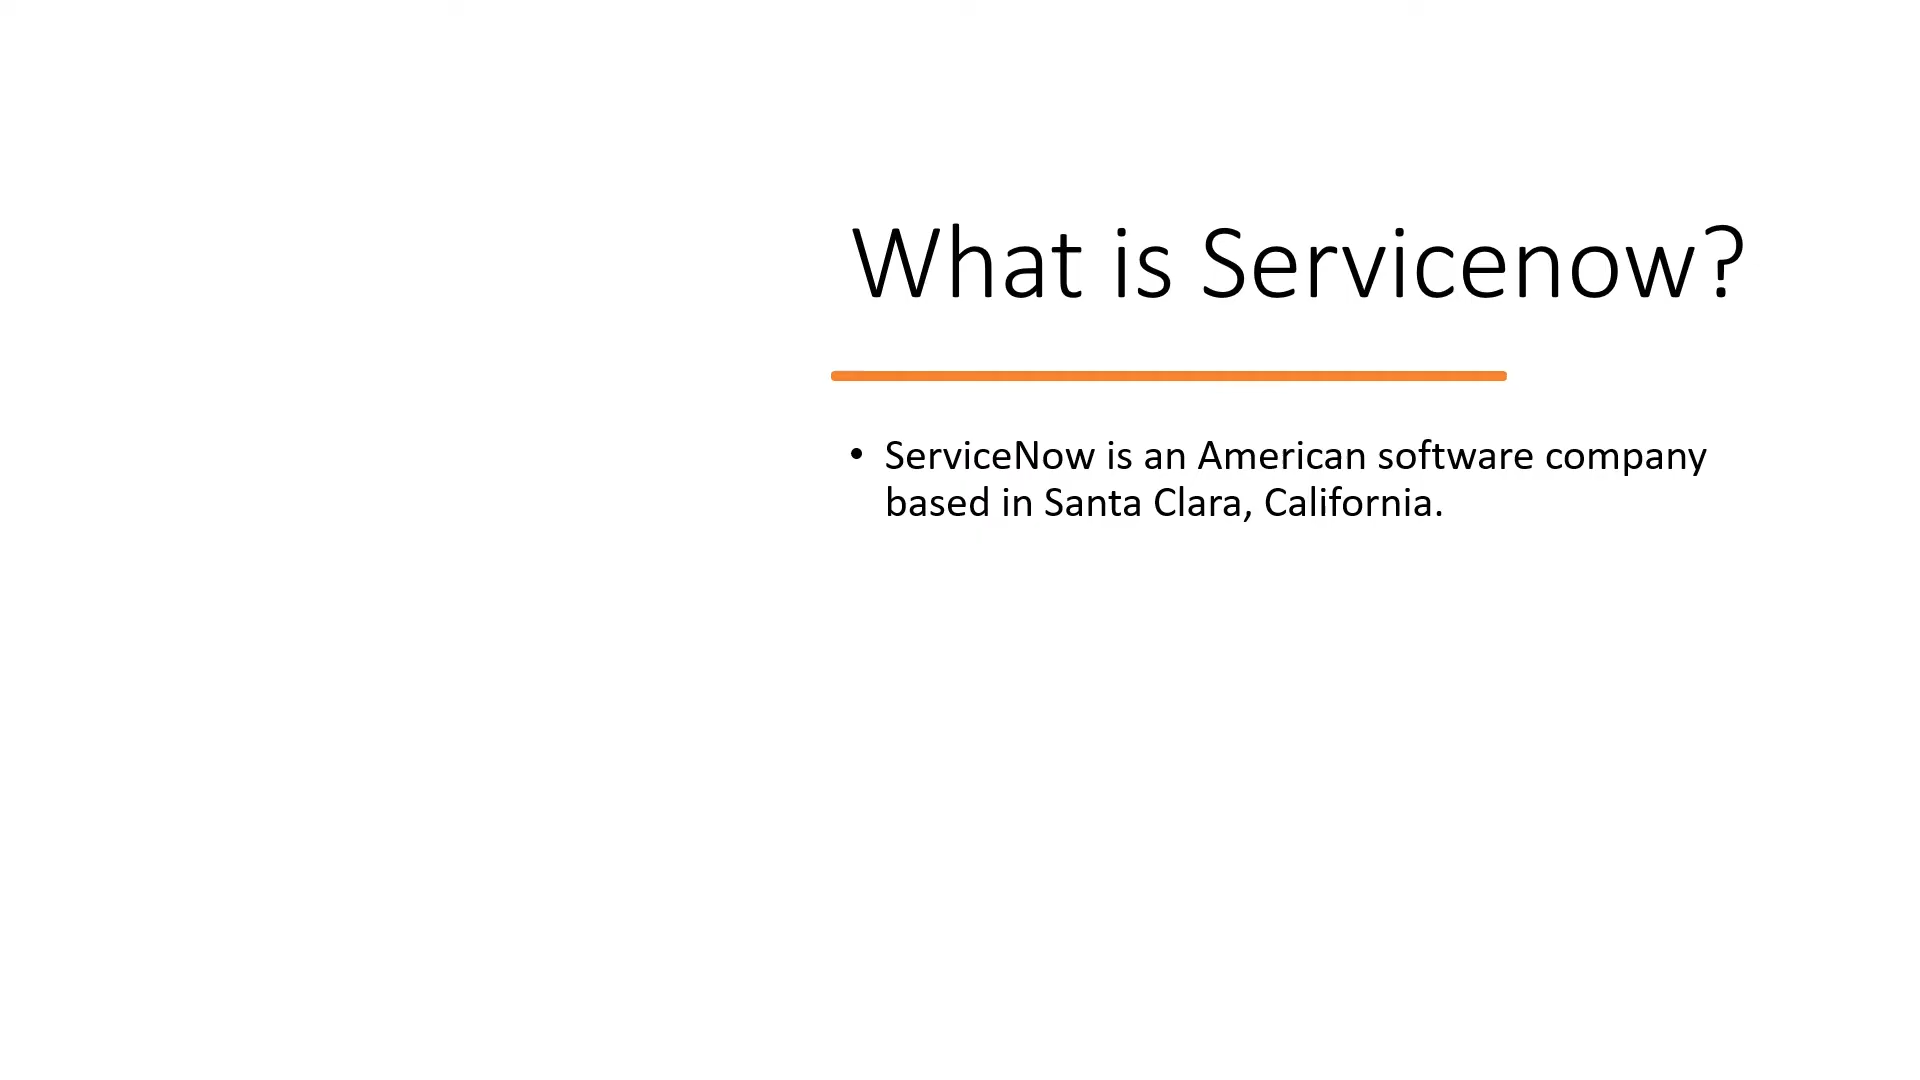 What is Servicenow?
• ServiceNow is an American software company
based in Santa Clara, California.